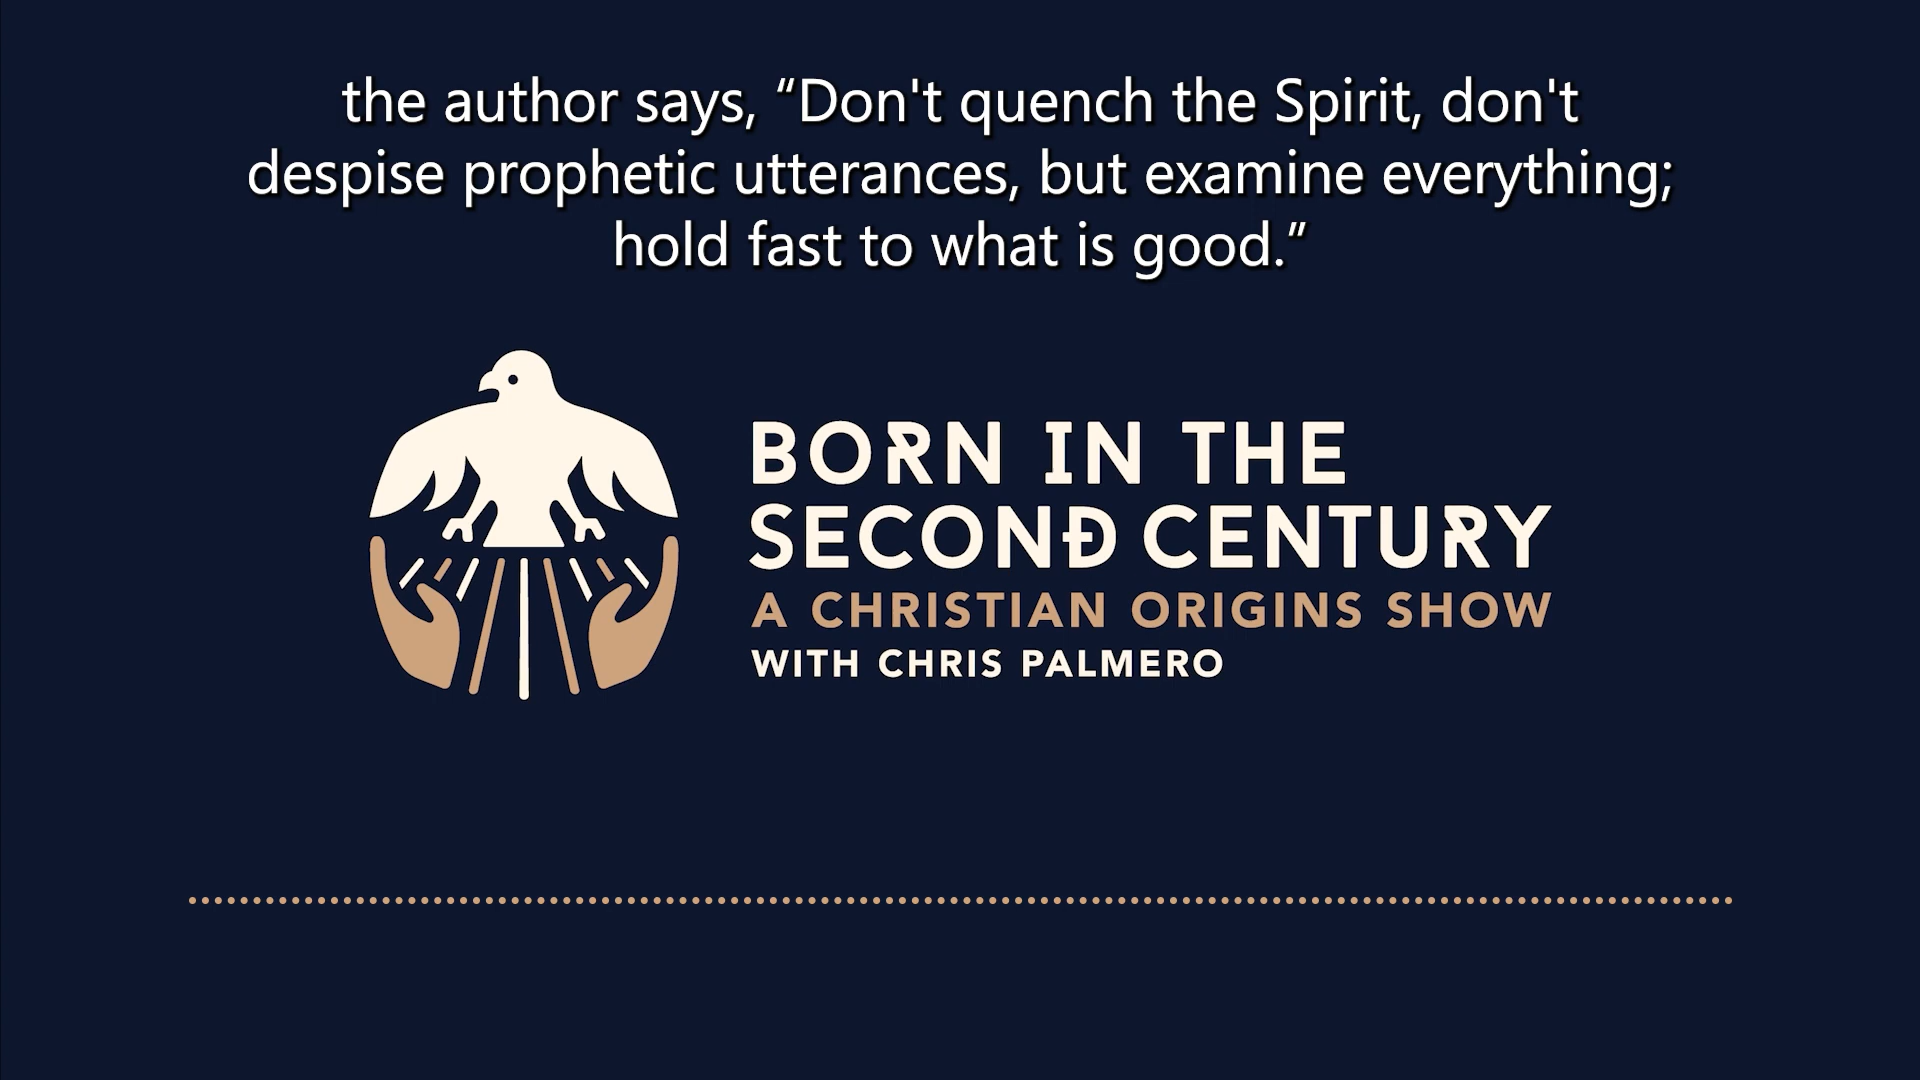 the author says, “Don't quench the Spirit, don't
despise prophetic utterances, but examine everything;
hold fast to what is good.”
BORN IN THE
SECOND CENTURY
A CHRISTIAN ORIGINS SHOW
WITH CHRIS PALMERO